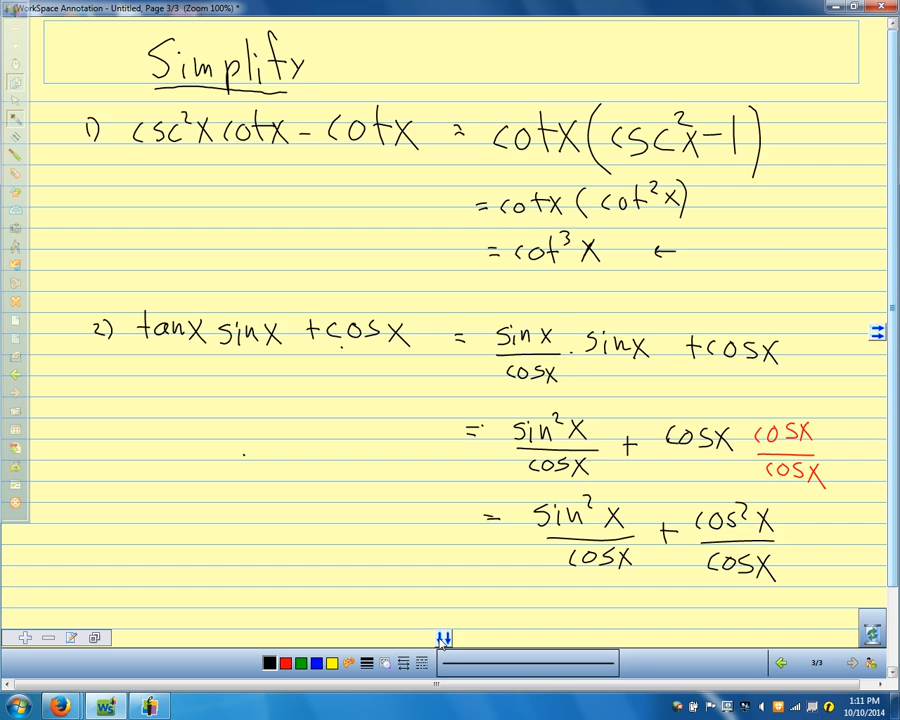 WorkSpace Annotation - Untitled, Page 3/3 (Zoom 100%) *
Simplify
1) csc²x cotx - cotx = cotx(csc²x-1)
= cotx(cot²x)
= cot³x ←
2) tanx sinx + cosx = sinx/cosx · sinx + cosx
= sin²x/cosx + cosx cosx/cosx
= sin²x/cosx + cos²x/cosx
3/3
1:11 PM
10/10/2014